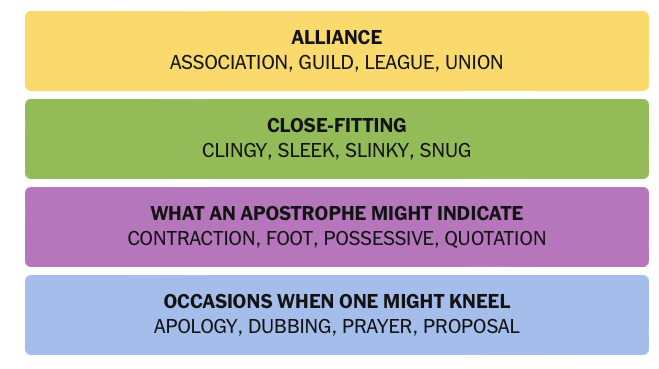 ALLIANCE
ASSOCIATION, GUILD, LEAGUE, UNION
CLOSE-FITTING
CLINGY, SLEEK, SLINKY, SNUG
WHAT AN APOSTROPHE MIGHT INDICATE
CONTRACTION, FOOT, POSSESSIVE, QUOTATION
OCCASIONS WHEN ONE MIGHT KNEEL
APOLOGY, DUBBING, PRAYER, PROPOSAL